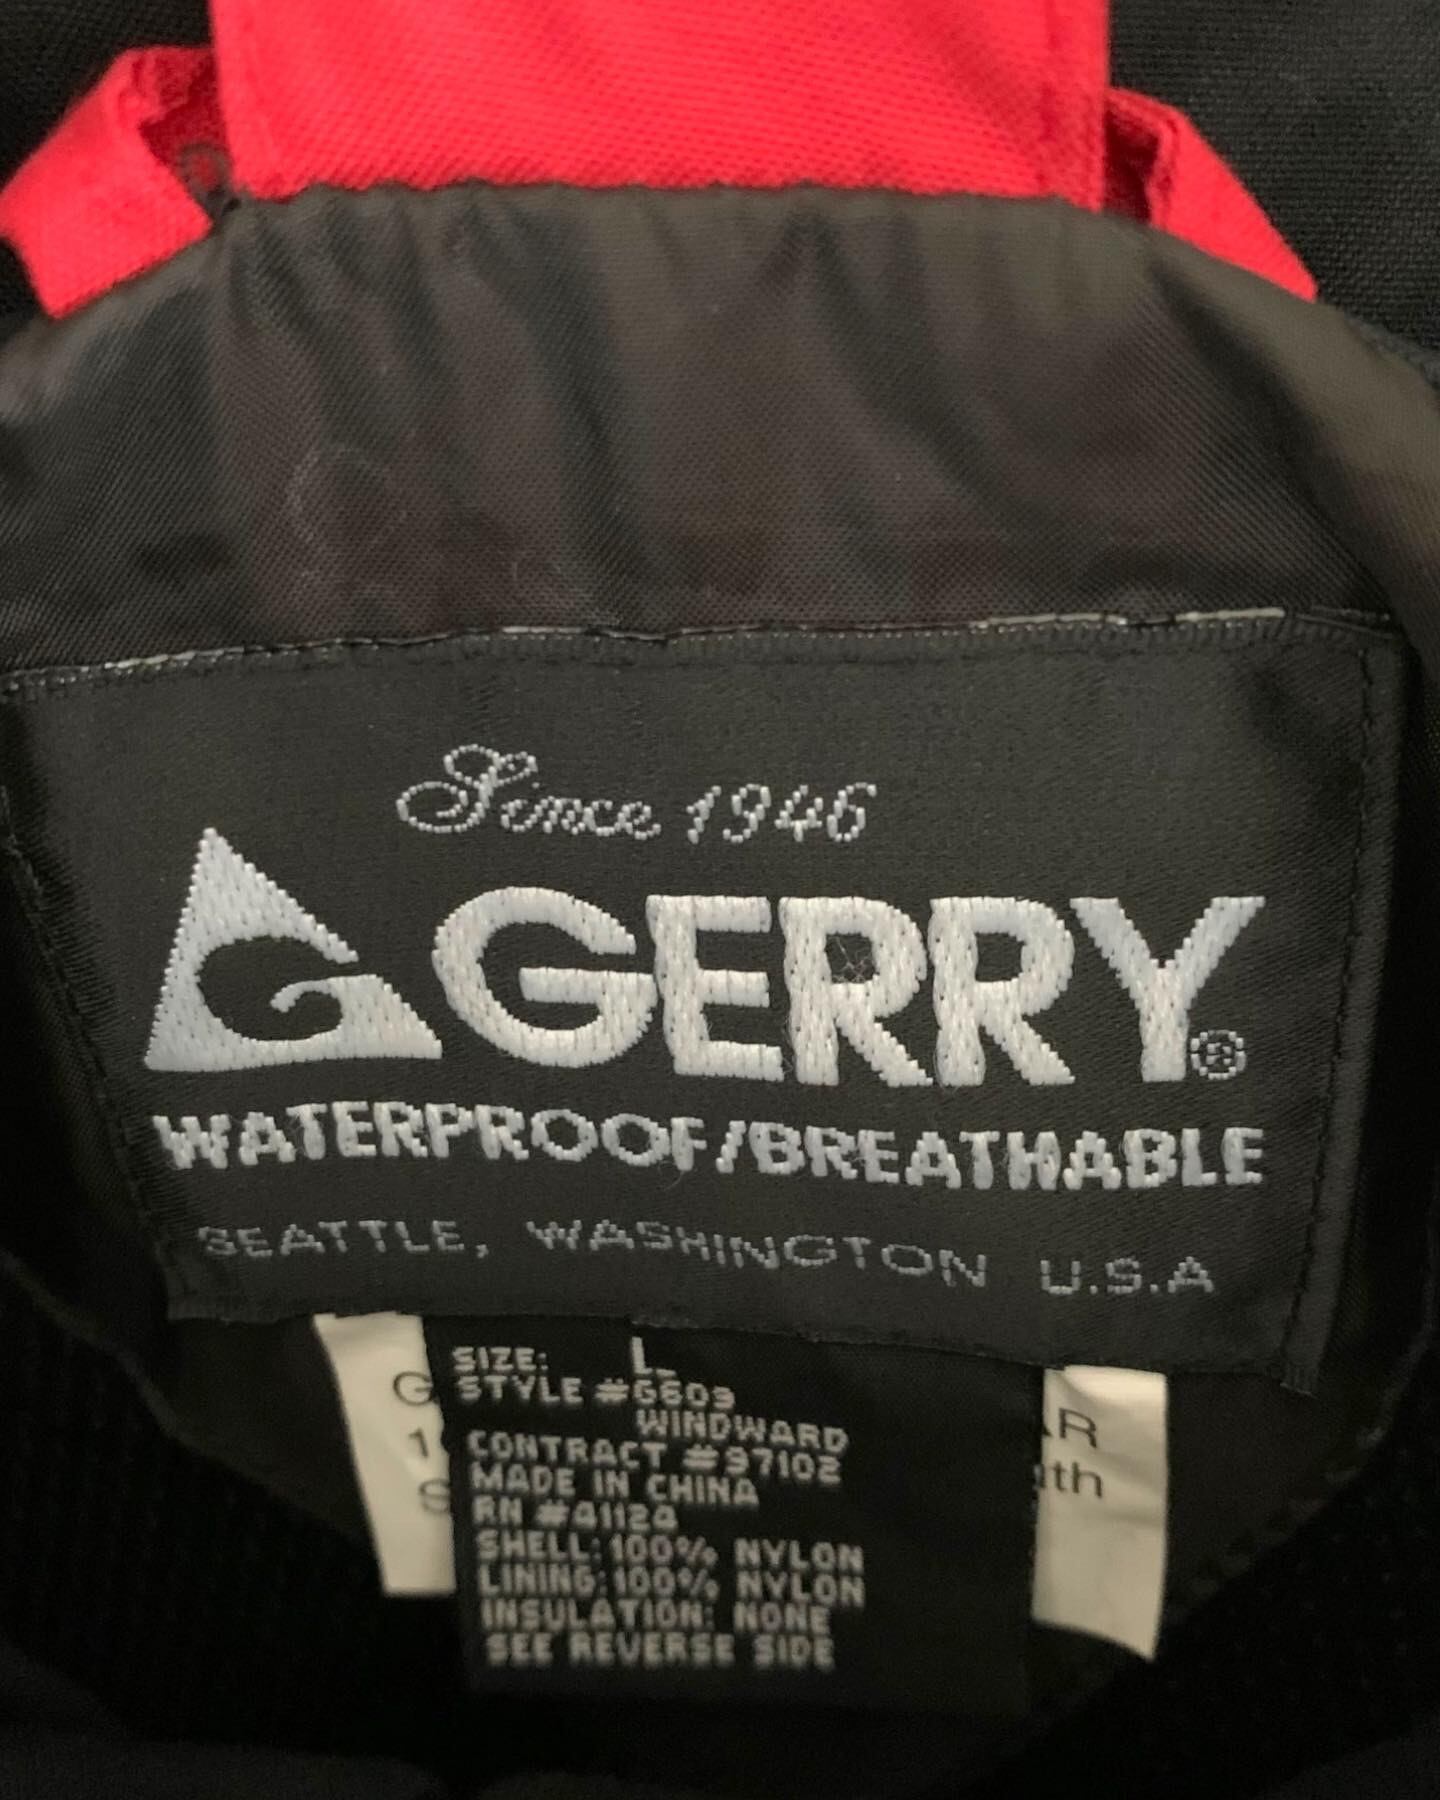 Since 1946
GERRY®
WATERPROOF/BREATHABLE
SEATTLE, WASHINGTON U.S.A
SIZE: L
STYLE #G609
WINDWARD
CONTRACT #97102
MADE IN CHINA
RN #41124
SHELL: 100% NYLON
LINING: 100% NYLON
INSULATION: NONE
SEE REVERSE SIDE